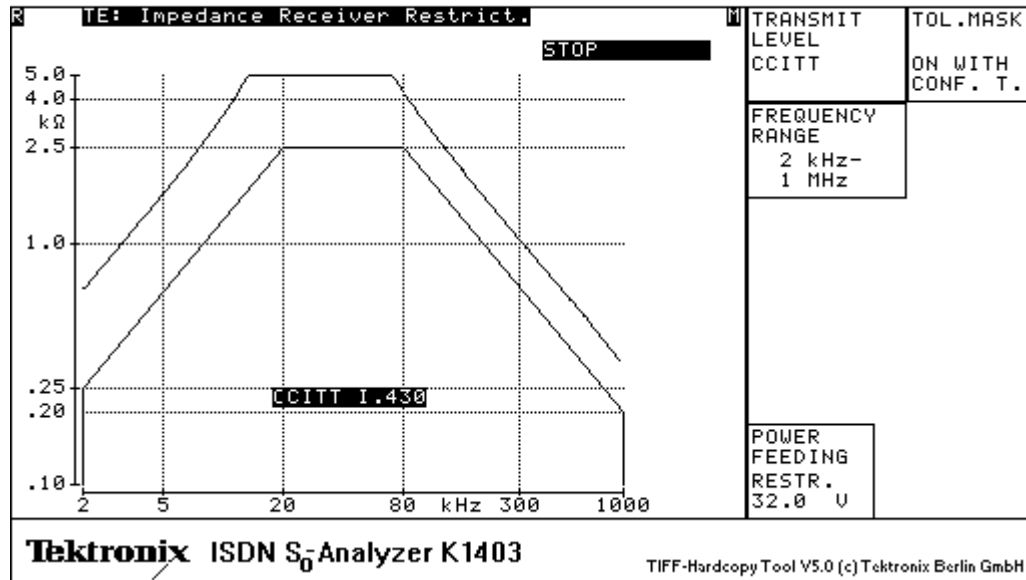 R TE: Impedance Receiver Restrict. M
STOP
5.0
4.0
kΩ
2.5
1.0
.25
.20
.10
CCITT I.430
2 5 20 80 kHz 300 1000
TRANSMIT
LEVEL
CCITT
TOL.MASK
ON WITH
CONF. T.
FREQUENCY
RANGE
2 kHz-
1 MHz
POWER
FEEDING
RESTR.
32.0 V
Tektronix ISDN S0-Analyzer K1403
TIFF-Hardcopy Tool V5.0 (c) Tektronix Berlin GmbH